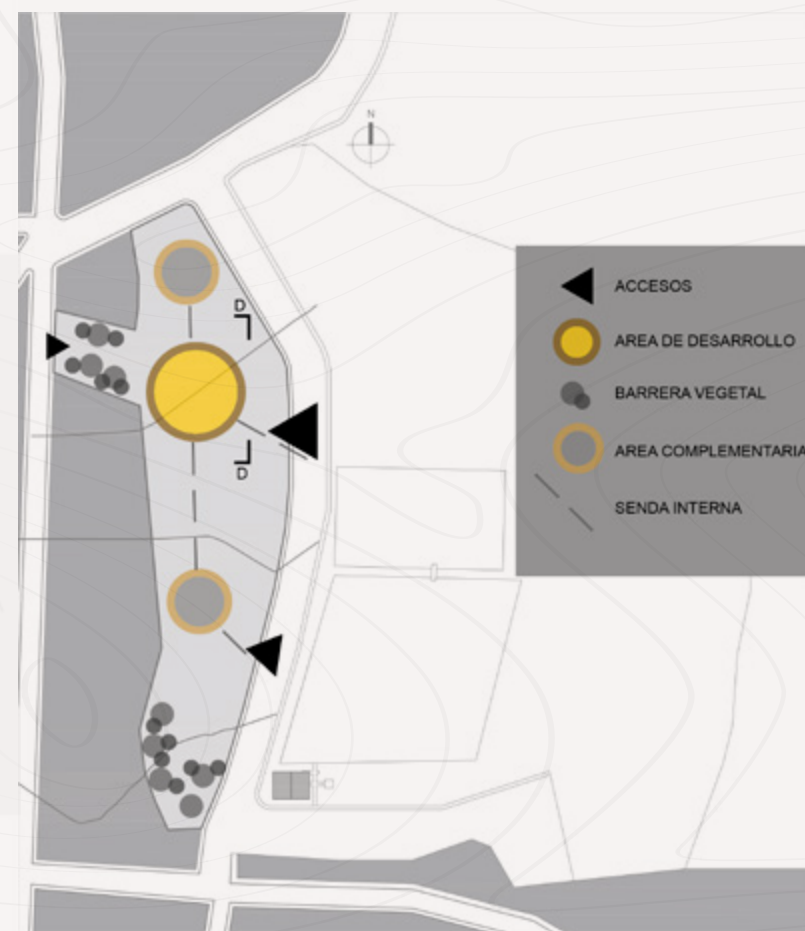 N
D
D
ACCESOS
AREA DE DESARROLLO
BARRERA VEGETAL
AREA COMPLEMENTARIA
SENDA INTERNA